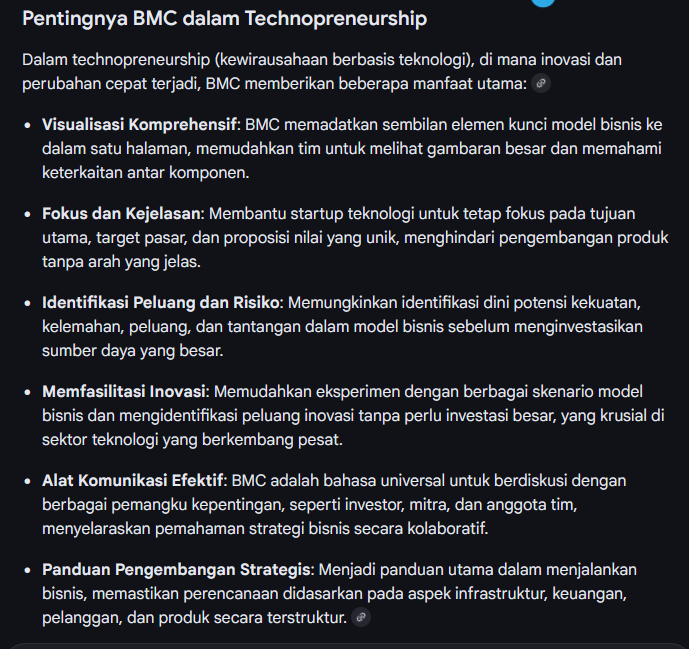 Pentingnya BMC dalam Technopreneurship
Dalam technopreneurship (kewirausahaan berbasis teknologi), di mana inovasi dan
perubahan cepat terjadi, BMC memberikan beberapa manfaat utama:
• Visualisasi Komprehensif: BMC memadatkan sembilan elemen kunci model bisnis ke
dalam satu halaman, memudahkan tim untuk melihat gambaran besar dan memahami
keterkaitan antar komponen.
• Fokus dan Kejelasan: Membantu startup teknologi untuk tetap fokus pada tujuan
utama, target pasar, dan proposisi nilai yang unik, menghindari pengembangan produk
tanpa arah yang jelas.
• Identifikasi Peluang dan Risiko: Memungkinkan identifikasi dini potensi kekuatan,
kelemahan, peluang, dan tantangan dalam model bisnis sebelum menginvestasikan
sumber daya yang besar.
• Memfasilitasi Inovasi: Memudahkan eksperimen dengan berbagai skenario model
bisnis dan mengidentifikasi peluang inovasi tanpa perlu investasi besar, yang krusial di
sektor teknologi yang berkembang pesat.
• Alat Komunikasi Efektif: BMC adalah bahasa universal untuk berdiskusi dengan
berbagai pemangku kepentingan, seperti investor, mitra, dan anggota tim,
menyelaraskan pemahaman strategi bisnis secara kolaboratif.
• Panduan Pengembangan Strategis: Menjadi panduan utama dalam menjalankan
bisnis, memastikan perencanaan didasarkan pada aspek infrastruktur, keuangan,
pelanggan, dan produk secara terstruktur.